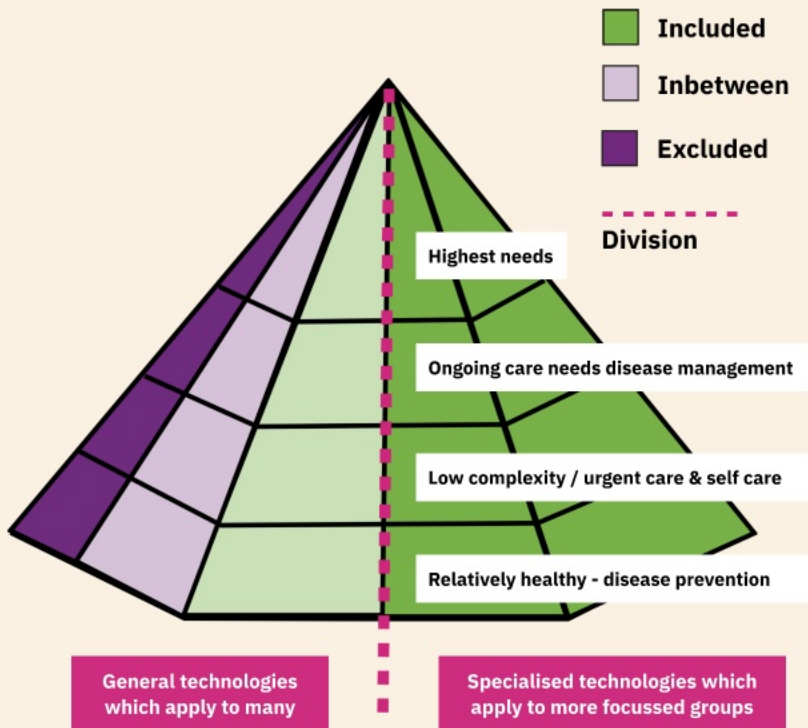 Included
Inbetween
Excluded
Division
Highest needs
Ongoing care needs disease management
Low complexity / urgent care & self care
Relatively healthy - disease prevention
General technologies
which apply to many
Specialised technologies which
apply to more focussed groups